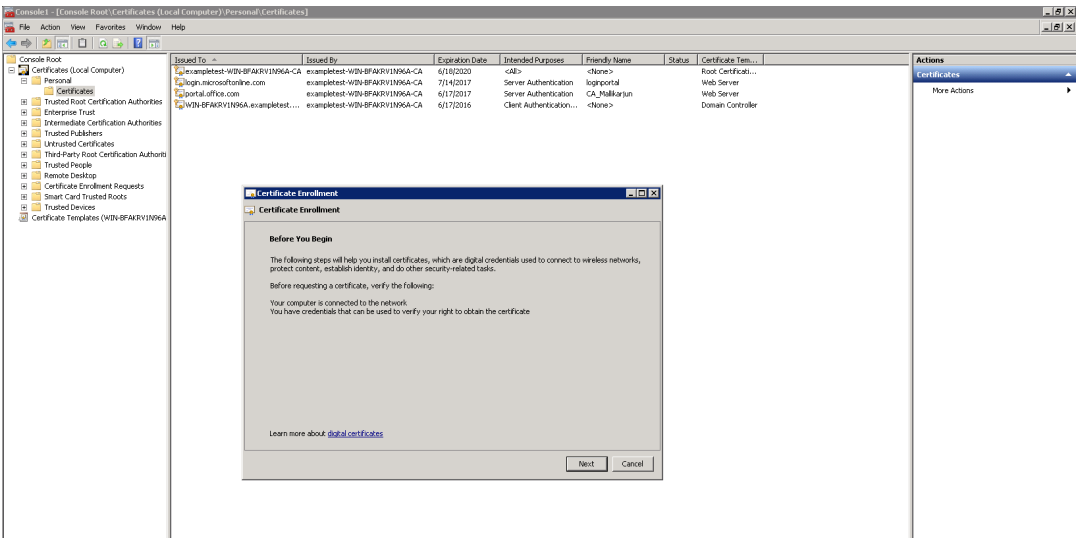 Console1 - [Console Root\Certificates (Local Computer)\Personal\Certificates]
File Action View Favorites Window Help
Console Root
Certificates (Local Computer)
Personal
Certificates
Trusted Root Certification Authorities
Enterprise Trust
Intermediate Certification Authorities
Trusted Publishers
Untrusted Certificates
Third-Party Root Certification Authoriti
Trusted People
Remote Desktop
Certificate Enrollment Requests
Smart Card Trusted Roots
Trusted Devices
Certificate Templates (WIN-BFAKRV1N96A
Issued To Issued By Expiration Date Intended Purposes Friendly Name Status Certificate Tem...
exampletest-WIN-BFAKRV1N96A-CA exampletest-WIN-BFAKRV1N96A-CA 6/18/2020 <All> <None> Root Certificati...
login.microsoftonline.com exampletest-WIN-BFAKRV1N96A-CA 7/14/2017 Server Authentication loginportal Web Server
portal.office.com exampletest-WIN-BFAKRV1N96A-CA 6/17/2017 Server Authentication CA_Mallikarjun Web Server
WIN-BFAKRV1N96A.exampletest.... exampletest-WIN-BFAKRV1N96A-CA 6/17/2016 Client Authentication... <None> Domain Controller
Actions
Certificates
More Actions
Certificate Enrollment
Certificate Enrollment
Before You Begin
The following steps will help you install certificates, which are digital credentials used to connect to wireless networks,
protect content, establish identity, and do other security-related tasks.
Before requesting a certificate, verify the following:
Your computer is connected to the network
You have credentials that can be used to verify your right to obtain the certificate
Learn more about digital certificates
Next Cancel